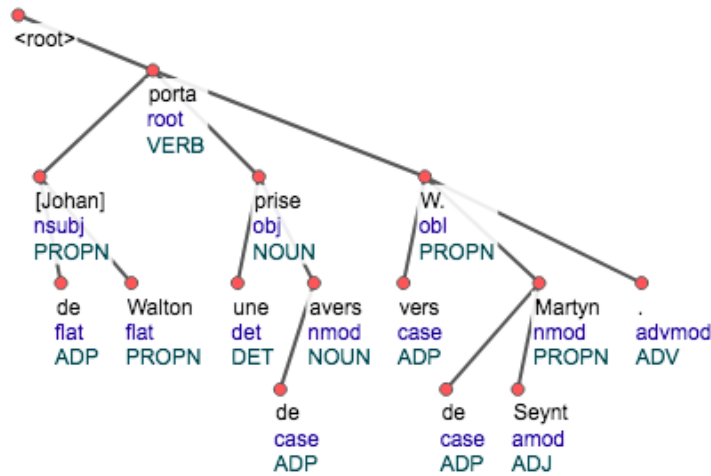 <root>
porta
root
VERB
[Johan] prise W.
nsubj obj obl
PROPN NOUN PROPN
de Walton une avers vers Martyn .
flat flat det nmod case nmod advmod
ADP PROPN DET NOUN ADP PROPN ADV
de de Seynt
case case amod
ADP ADP ADJ